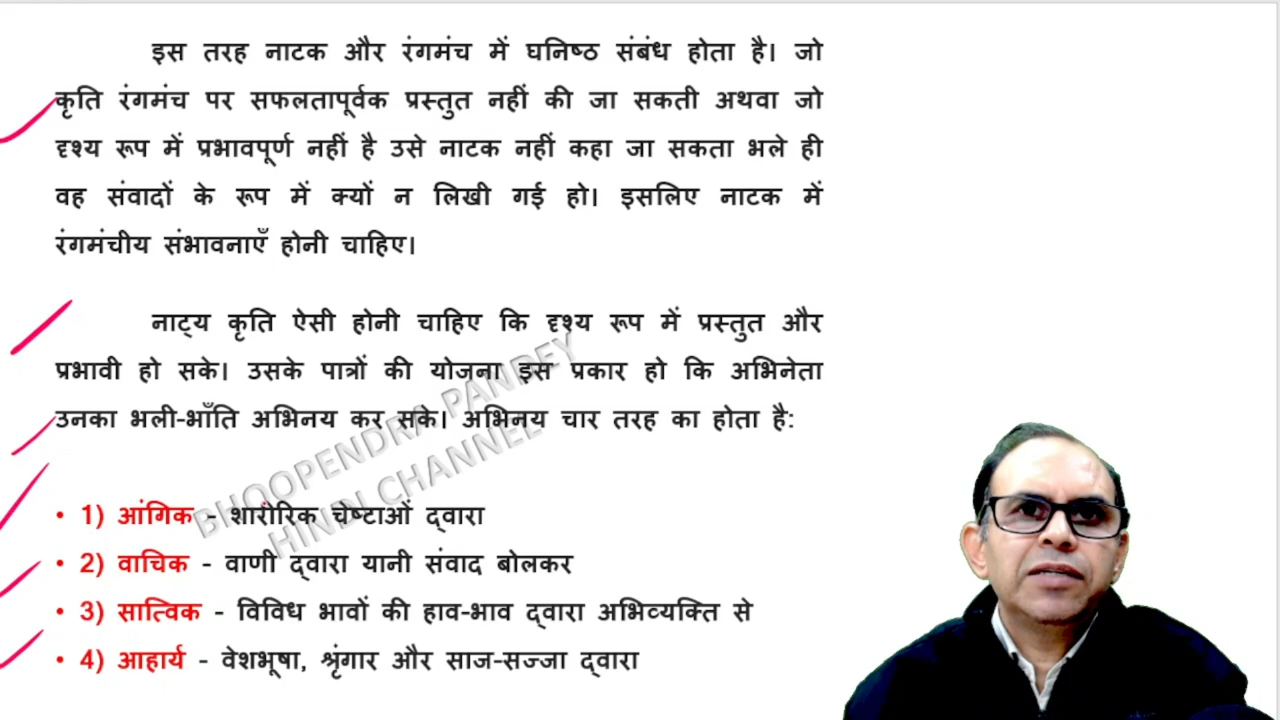 इस तरह नाटक और रंगमंच में घनिष्ठ संबंध होता है। जो
कृति रंगमंच पर सफलतापूर्वक प्रस्तुत नहीं की जा सकती अथवा जो
दृश्य रूप में प्रभावपूर्ण नहीं है उसे नाटक नहीं कहा जा सकता भले ही
वह संवादों के रूप में क्यों न लिखी गई हो। इसलिए नाटक में
रंगमंचीय संभावनाएँ होनी चाहिए।
नाट्य कृति ऐसी होनी चाहिए कि दृश्य रूप में प्रस्तुत और
प्रभावी हो सके। उसके पात्रों की योजना इस प्रकार हो कि अभिनेता
उनका भली-भाँति अभिनय कर सके। अभिनय चार तरह का होता है:
• 1) आंगिक - शारीरिक चेष्टाओं द्वारा
• 2) वाचिक - वाणी द्वारा यानी संवाद बोलकर
• 3) सात्विक - विविध भावों की हाव-भाव द्वारा अभिव्यक्ति से
• 4) आहार्य - वेशभूषा, श्रृंगार और साज-सज्जा द्वारा
BHOOPENDRA PANDEY
HINDI CHANNEL